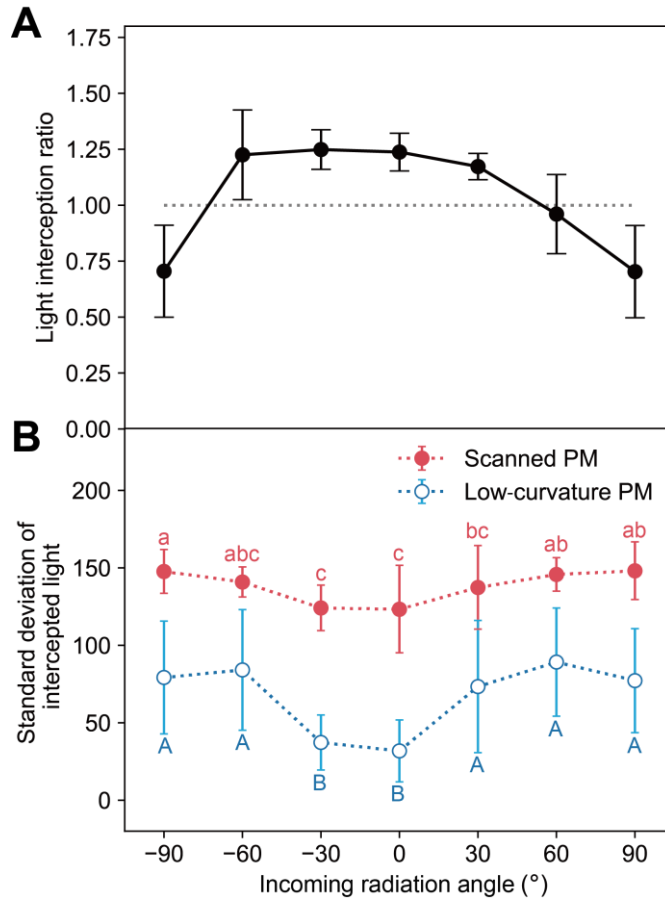 A
1.75
1.50
1.25
1.00
0.75
0.50
0.25
0.00
Light interception ratio
B
Scanned PM
Low-curvature PM
200
150
100
50
0
Standard deviation of
intercepted light
a
abc
c
c
bc
ab
ab
A
A
B
B
A
A
A
−90
−60
−30
0
30
60
90
Incoming radiation angle (°)